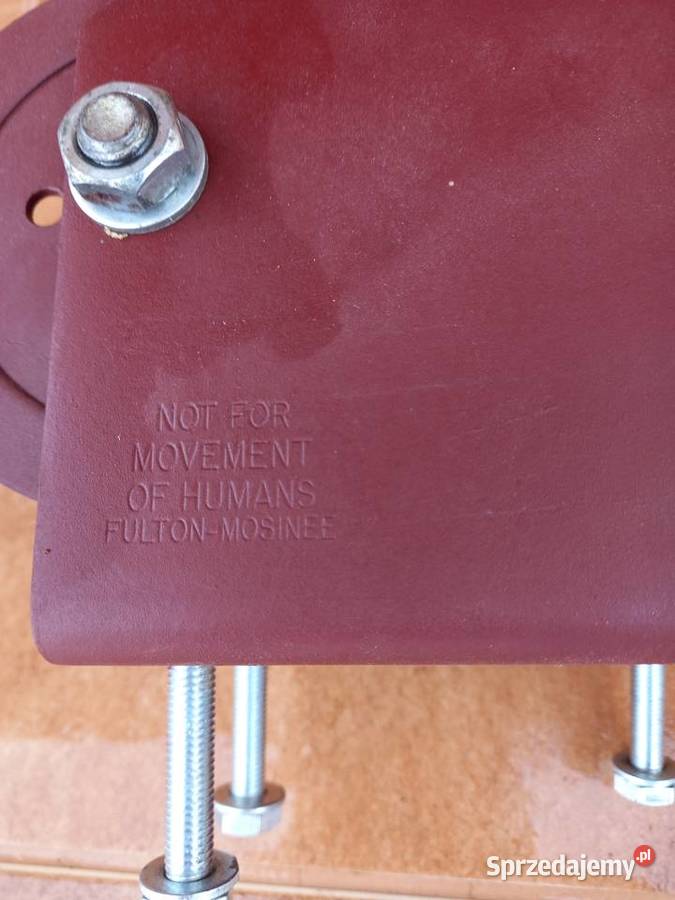 NOT FOR
MOVEMENT
OF HUMANS
FULTON-MOSINEE
Sprzedajemy.pl